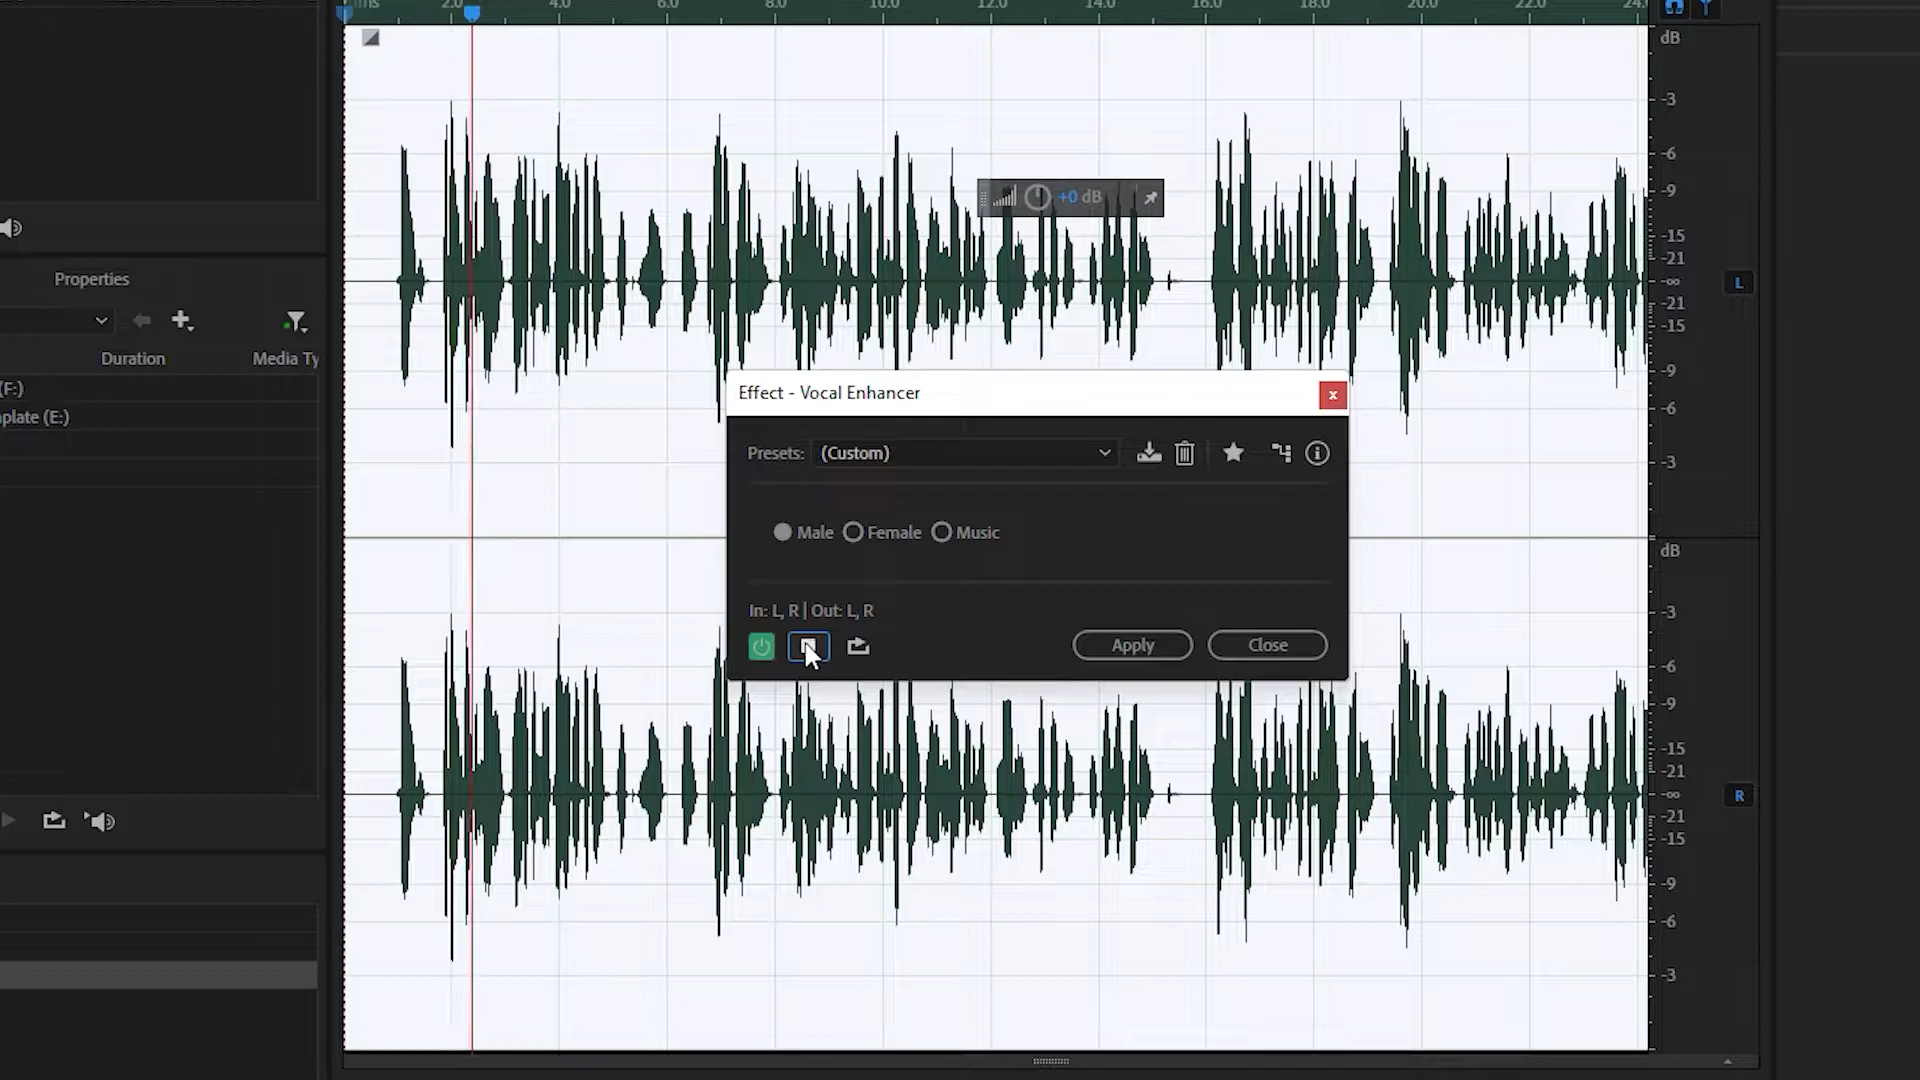 ms 2.0 4.0 6.0 8.0 10.0 12.0 14.0 16.0 18.0 20.0 22.0 24.
dB
-3
-6
-9
+0 dB
-15
-21
-∞
L
-21
-15
-9
-6
-3
Properties
Duration Media Ty
(F:)
plate (E:)
Effect - Vocal Enhancer
x
Presets: (Custom)
Male Female Music
In: L, R | Out: L, R
Apply Close
dB
-3
-6
-9
-15
-21
-∞
R
-21
-15
-9
-6
-3